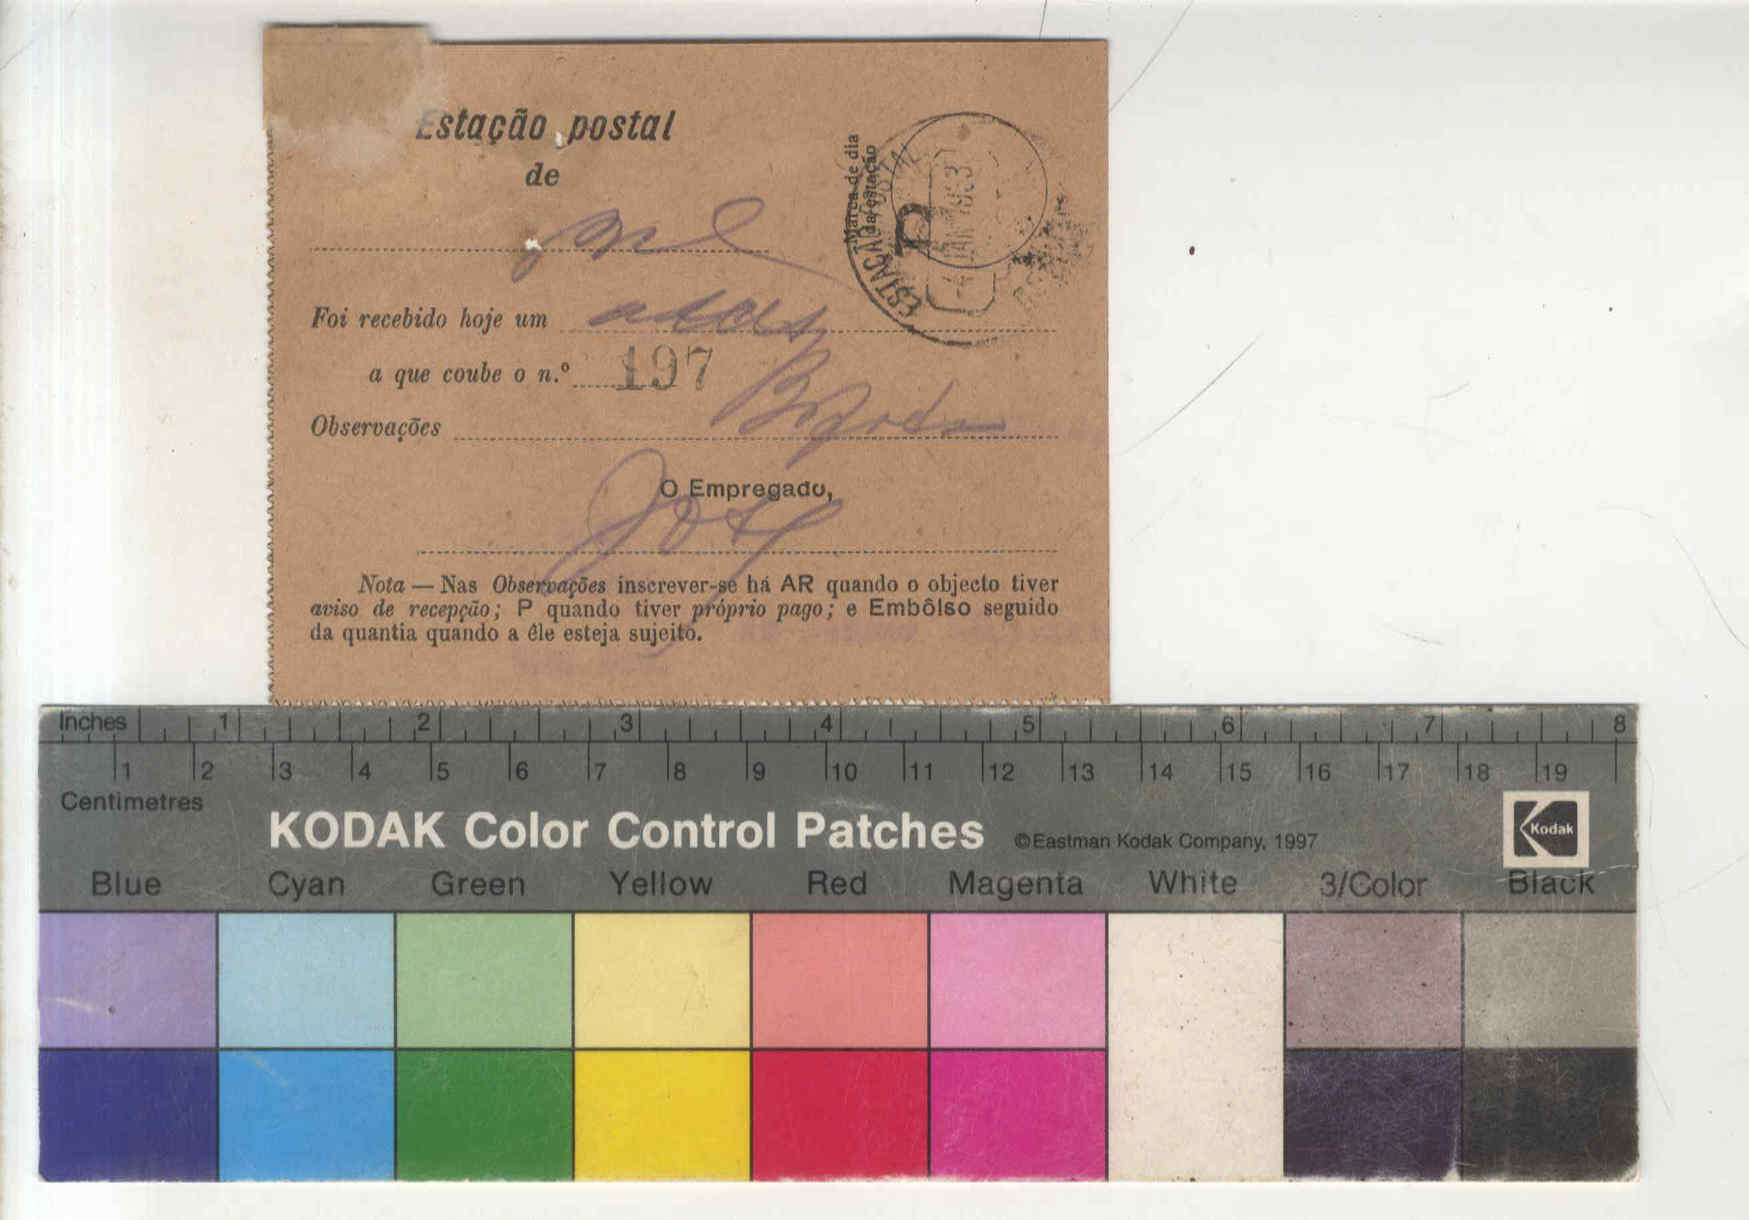 Estação postal
de
Marca de dia
da estação
Foi recebido hoje um
a que coube o n.º 197
Observações
O Empregado,
Nota — Nas Observações inscrever-se há AR quando o objecto tiver
aviso de recepção; P quando tiver próprio pago; e Embôlso seguido
da quantia quando a êle esteja sujeito.
Inches 1 2 3 4 5 6 7 8
1 2 3 4 5 6 7 8 9 10 11 12 13 14 15 16 17 18 19
Centimetres
KODAK Color Control Patches ©Eastman Kodak Company, 1997 Kodak
Blue Cyan Green Yellow Red Magenta White 3/Color Black